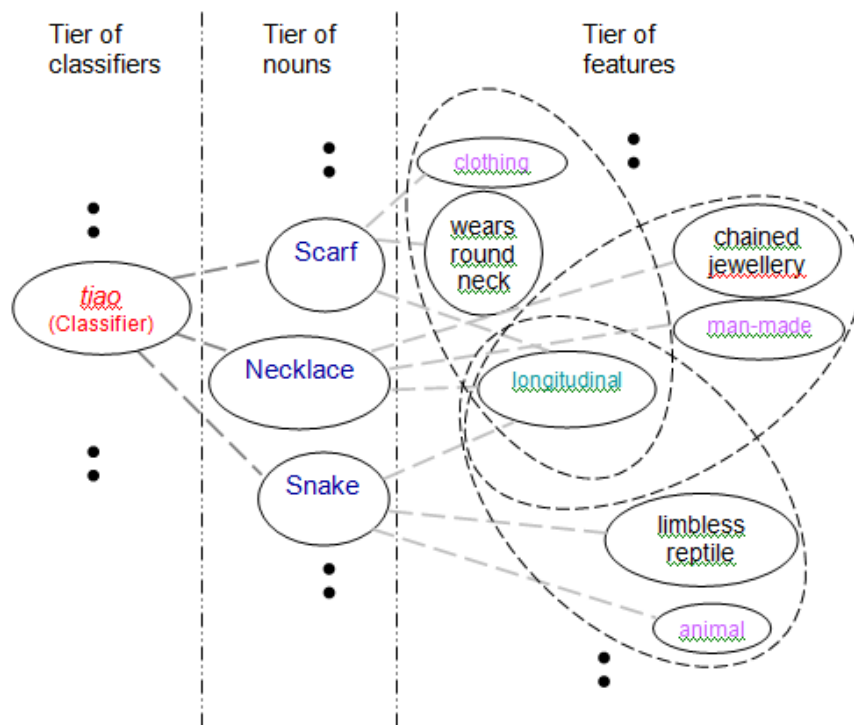 Tier of
classifiers
Tier of
nouns
Tier of
features
tiao
(Classifier)
Scarf
Necklace
Snake
clothing
wears
round
neck
chained
jewellery
man-made
longitudinal
limbless
reptile
animal